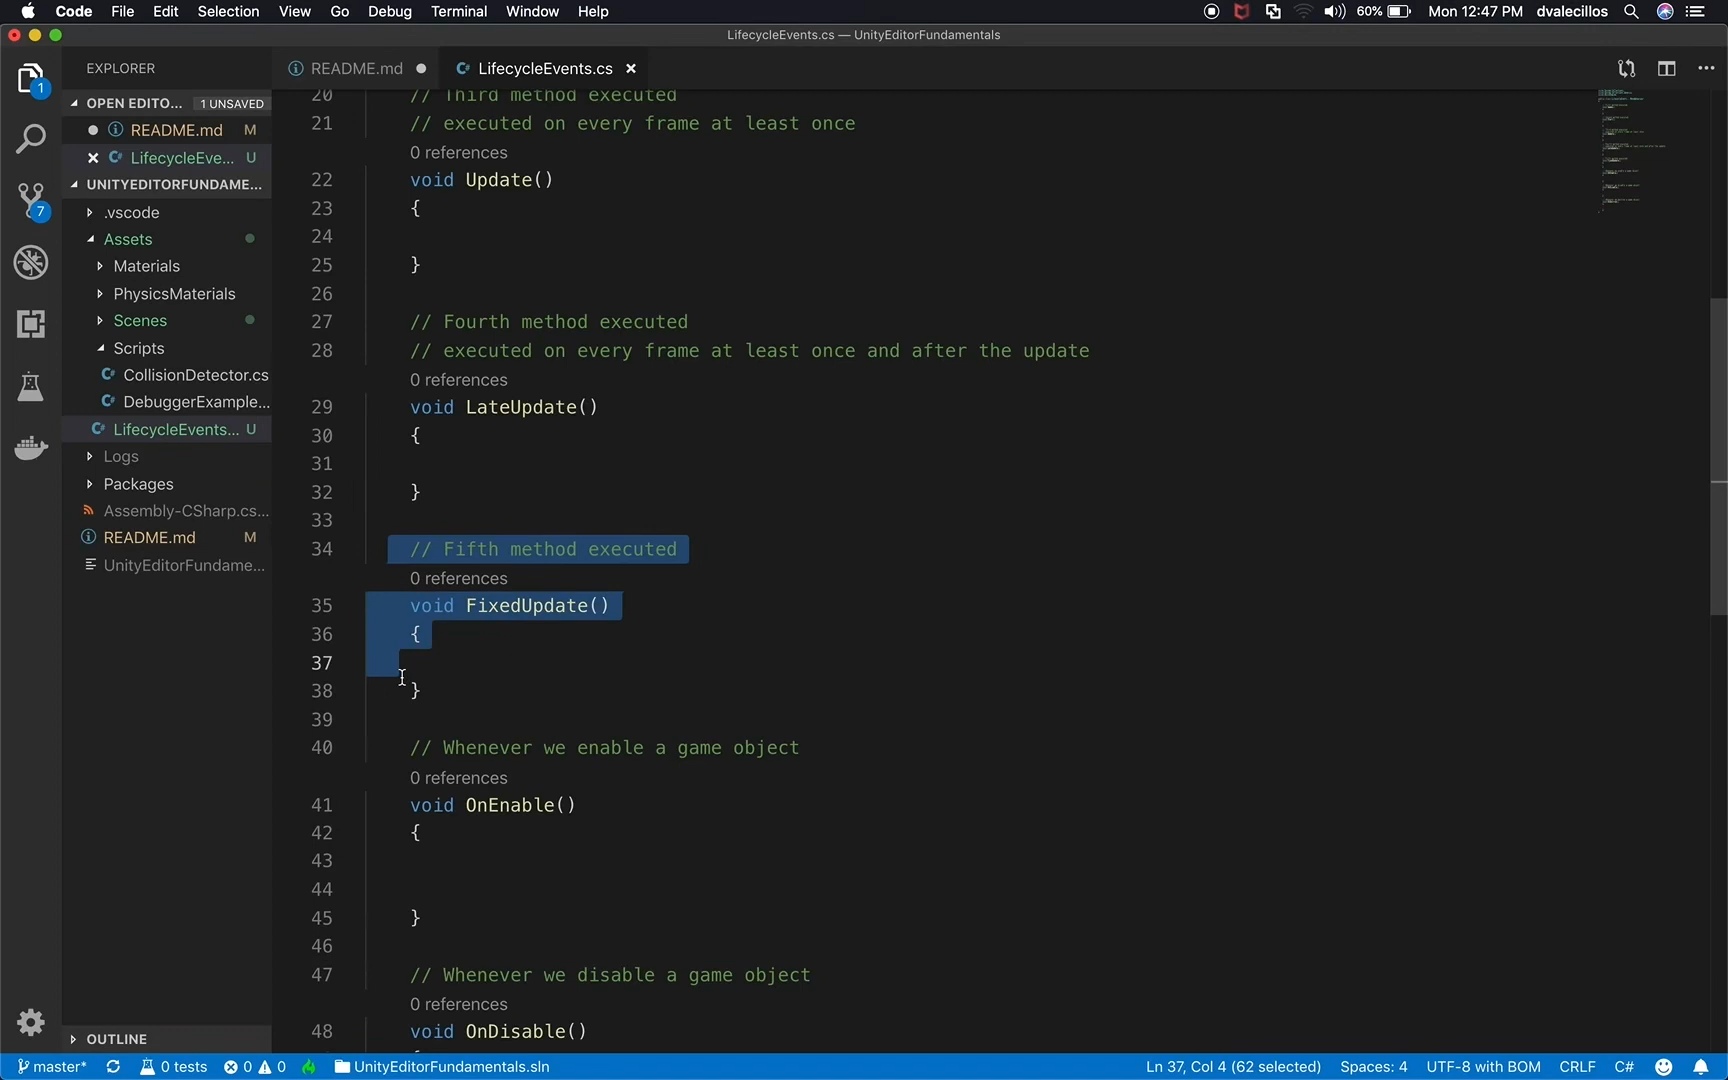 Code File Edit Selection View Go Debug Terminal Window Help 60% Mon 12:47 PM dvalecillos
LifecycleEvents.cs — UnityEditorFundamentals
EXPLORER
README.md
LifecycleEvents.cs
OPEN EDITO... 1 UNSAVED
README.md M
LifecycleEve... U
UNITYEDITORFUNDAME...
.vscode
Assets
Materials
PhysicsMaterials
Scenes
Scripts
CollisionDetector.cs
DebuggerExample...
LifecycleEvents... U
Logs
Packages
Assembly-CSharp.cs...
README.md M
UnityEditorFundame...
OUTLINE
1
7
20 // Third method executed
21 // executed on every frame at least once
0 references
22 void Update()
23 {
24
25 }
26
27 // Fourth method executed
28 // executed on every frame at least once and after the update
0 references
29 void LateUpdate()
30 {
31
32 }
33
34 // Fifth method executed
0 references
35 void FixedUpdate()
36 {
37
38 }
39
40 // Whenever we enable a game object
0 references
41 void OnEnable()
42 {
43
44
45 }
46
47 // Whenever we disable a game object
0 references
48 void OnDisable()
master* 0 tests 0 0 UnityEditorFundamentals.sln Ln 37, Col 4 (62 selected) Spaces: 4 UTF-8 with BOM CRLF C#